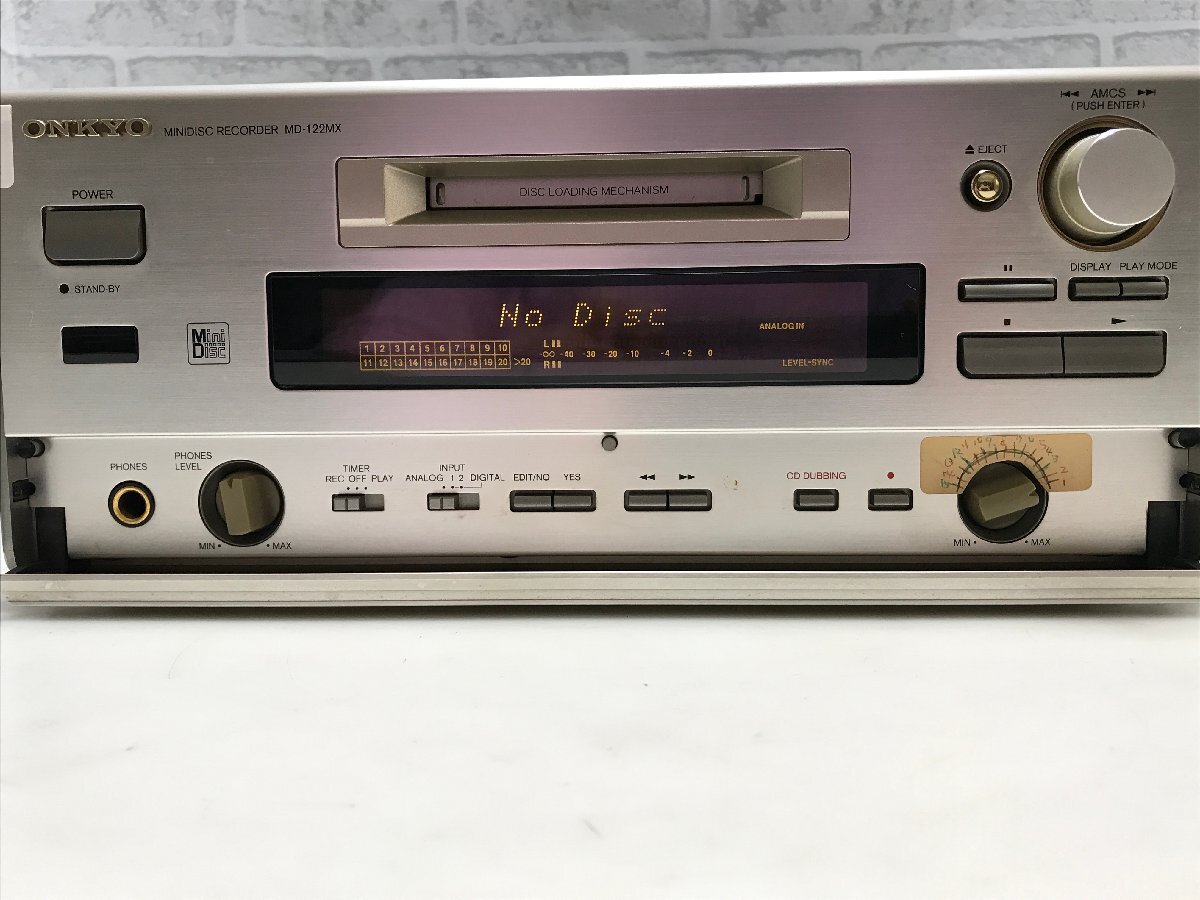 ONKYO MINIDISC RECORDER MD-122MX
AMCS
(PUSH ENTER)
EJECT
POWER
DISC LOADING MECHANISM
STAND-BY
DISPLAY PLAY MODE
Mini
Disc
No Disc
ANALOG IN
1 2 3 4 5 6 7 8 9 10
11 12 13 14 15 16 17 18 19 20 >20
L
-∞ -40 -30 -20 -10 -4 -2 0
R
LEVEL-SYNC
PHONES
PHONES
LEVEL
MIN MAX
TIMER
REC OFF PLAY
INPUT
ANALOG 1 2 DIGITAL
EDIT/NO YES
CD DUBBING
MIN MAX